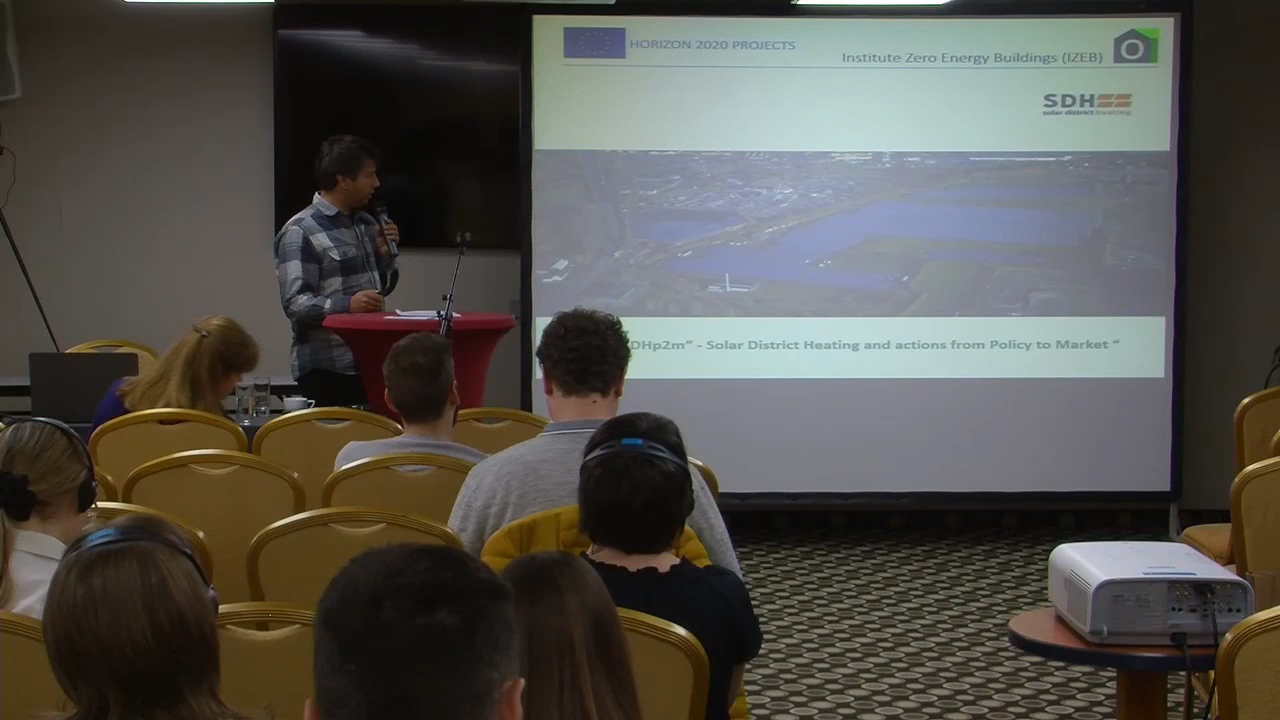 HORIZON 2020 PROJECTS
Institute Zero Energy Buildings (IZEB)
SDH
solar district heating
DHp2m” - Solar District Heating and actions from Policy to Market “